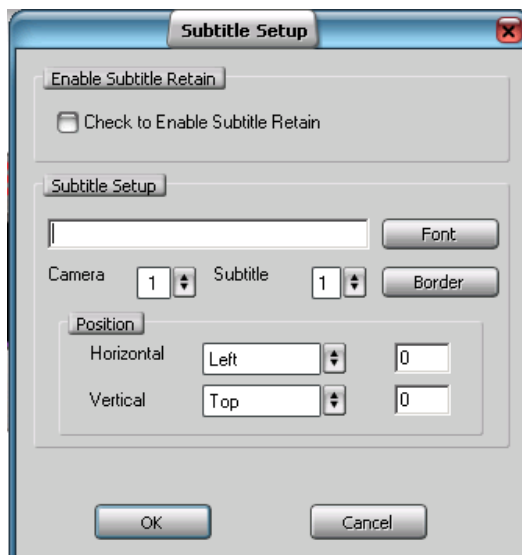 Subtitle Setup
Enable Subtitle Retain
Check to Enable Subtitle Retain
Subtitle Setup
Font
Camera 1 Subtitle 1 Border
Position
Horizontal Left 0
Vertical Top 0
OK Cancel